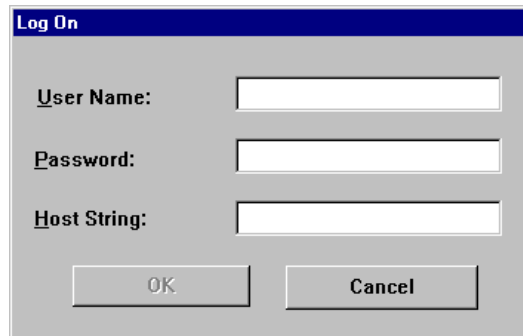 Log On
User Name:
Password:
Host String:
OK
Cancel